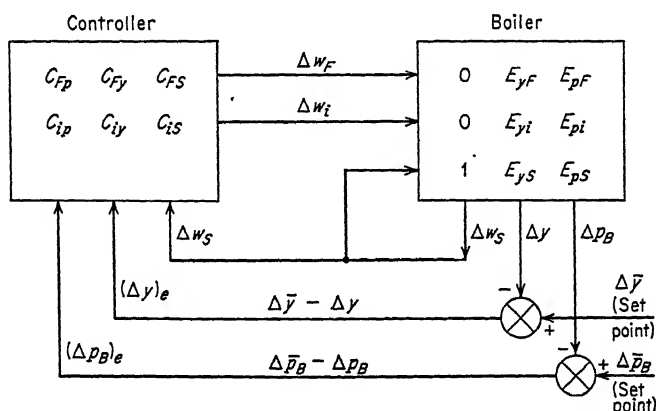 Controller
Boiler
C_Fp C_Fy C_FS
C_ip C_iy C_iS
Δw_F
Δw_i
0 E_yF E_pF
0 E_yi E_pi
1 E_yS E_pS
Δw_S
Δw_S
Δy
Δp_B
(Δy)_e
Δȳ − Δy
−
+
Δȳ
(Set
point)
(Δp_B)_e
Δp̄_B − Δp_B
−
+
Δp̄_B
(Set
point)